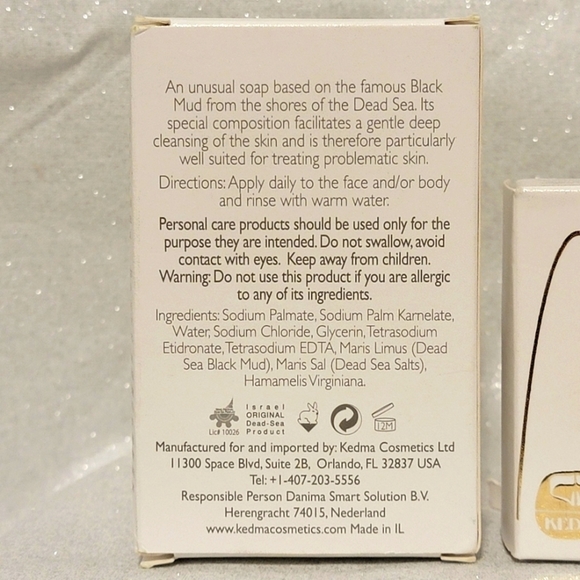 An unusual soap based on the famous Black
Mud from the shores of the Dead Sea. Its
special composition facilitates a gentle deep
cleansing of the skin and is therefore particularly
well suited for treating problematic skin.
Directions: Apply daily to the face and/or body
and rinse with warm water.
Personal care products should be used only for the
purpose they are intended. Do not swallow, avoid
contact with eyes. Keep away from children.
Warning: Do not use this product if you are allergic
to any of its ingredients.
Ingredients: Sodium Palmate, Sodium Palm Karnelate,
Water, Sodium Chloride, Glycerin, Tetrasodium
Etidronate, Tetrasodium EDTA, Maris Limus (Dead
Sea Black Mud), Maris Sal (Dead Sea Salts),
Hamamelis Virginiana.
Israel
ORIGINAL
Dead-Sea
Product
Lic# 10026
12M
Manufactured for and imported by: Kedma Cosmetics Ltd
11300 Space Blvd, Suite 2B, Orlando, FL 32837 USA
Tel: +1-407-203-5556
Responsible Person Danima Smart Solution B.V.
Herengracht 74015, Nederland
www.kedmacosmetics.com Made in IL
KED